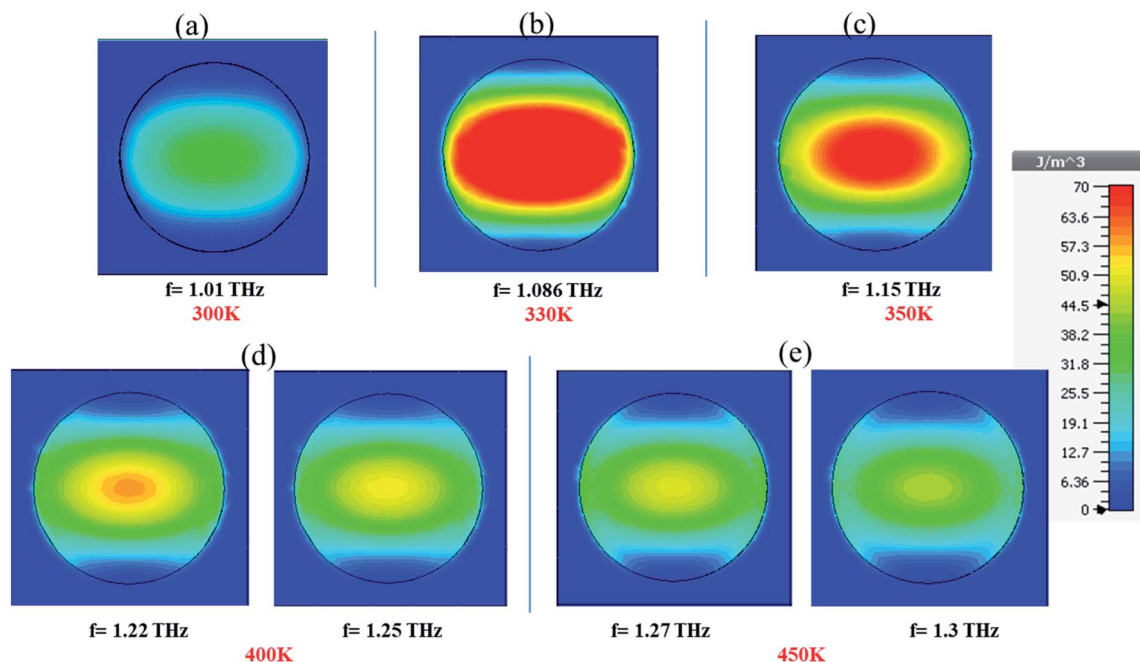 (a)
(b)
(c)
f= 1.01 THz
300K
f= 1.086 THz
330K
f= 1.15 THz
350K
J/m^3
70
63.6
57.3
50.9
44.5
38.2
31.8
25.5
19.1
12.7
6.36
0
(d)
(e)
f= 1.22 THz
f= 1.25 THz
400K
f= 1.27 THz
f= 1.3 THz
450K